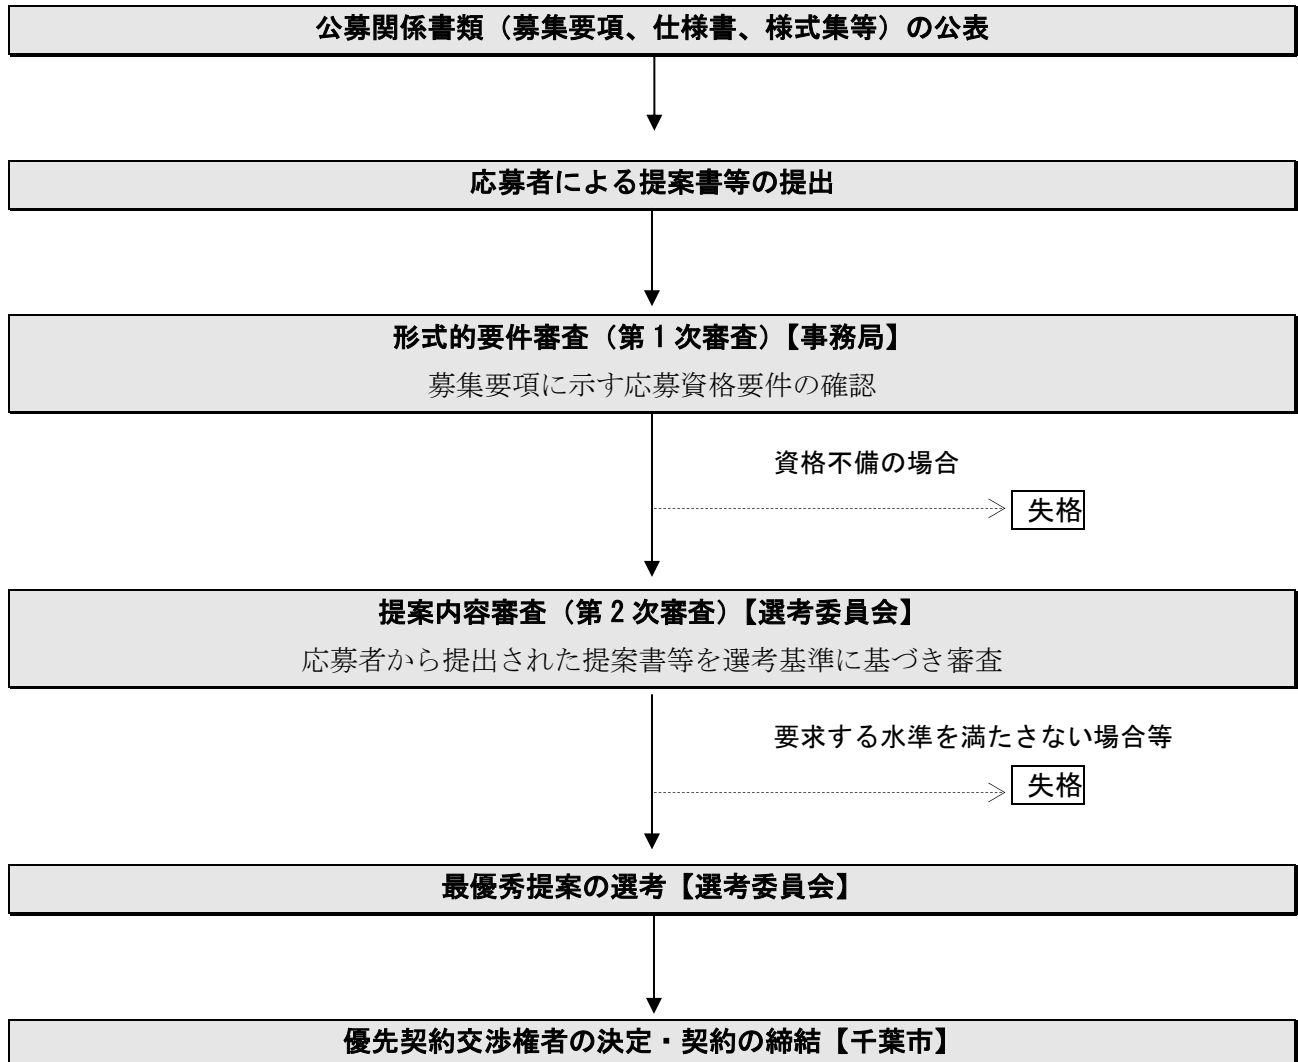 公募関係書類（募集要項、仕様書、様式集等）の公表
応募者による提案書等の提出
形式的要件審査（第１次審査）【事務局】
募集要項に示す応募資格要件の確認
資格不備の場合
失格
提案内容審査（第２次審査）【選考委員会】
応募者から提出された提案書等を選考基準に基づき審査
要求する水準を満たさない場合等
失格
最優秀提案の選考【選考委員会】
優先契約交渉権者の決定・契約の締結【千葉市】